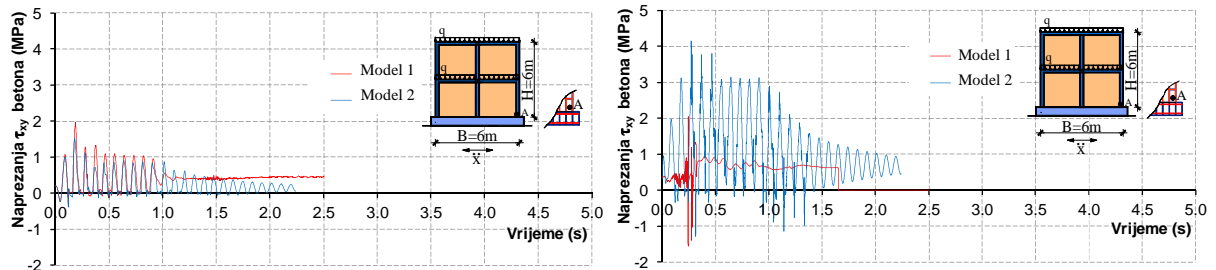 Naprezanja τxy betona (MPa)
5
4
3
2
1
0
-1
-2
0.0 0.5 1.0 1.5 2.0 2.5 3.0 3.5 4.0 4.5 5.0
Vrijeme (s)
Model 1
Model 2
q
q
H=6m
A
A
B=6m
ẍ
Naprezanja τxy betona (MPa)
5
4
3
2
1
0
-1
-2
0.0 0.5 1.0 1.5 2.0 2.5 3.0 3.5 4.0 4.5 5.0
Vrijeme (s)
Model 1
Model 2
q
q
H=6m
A
A
B=6m
ẍ